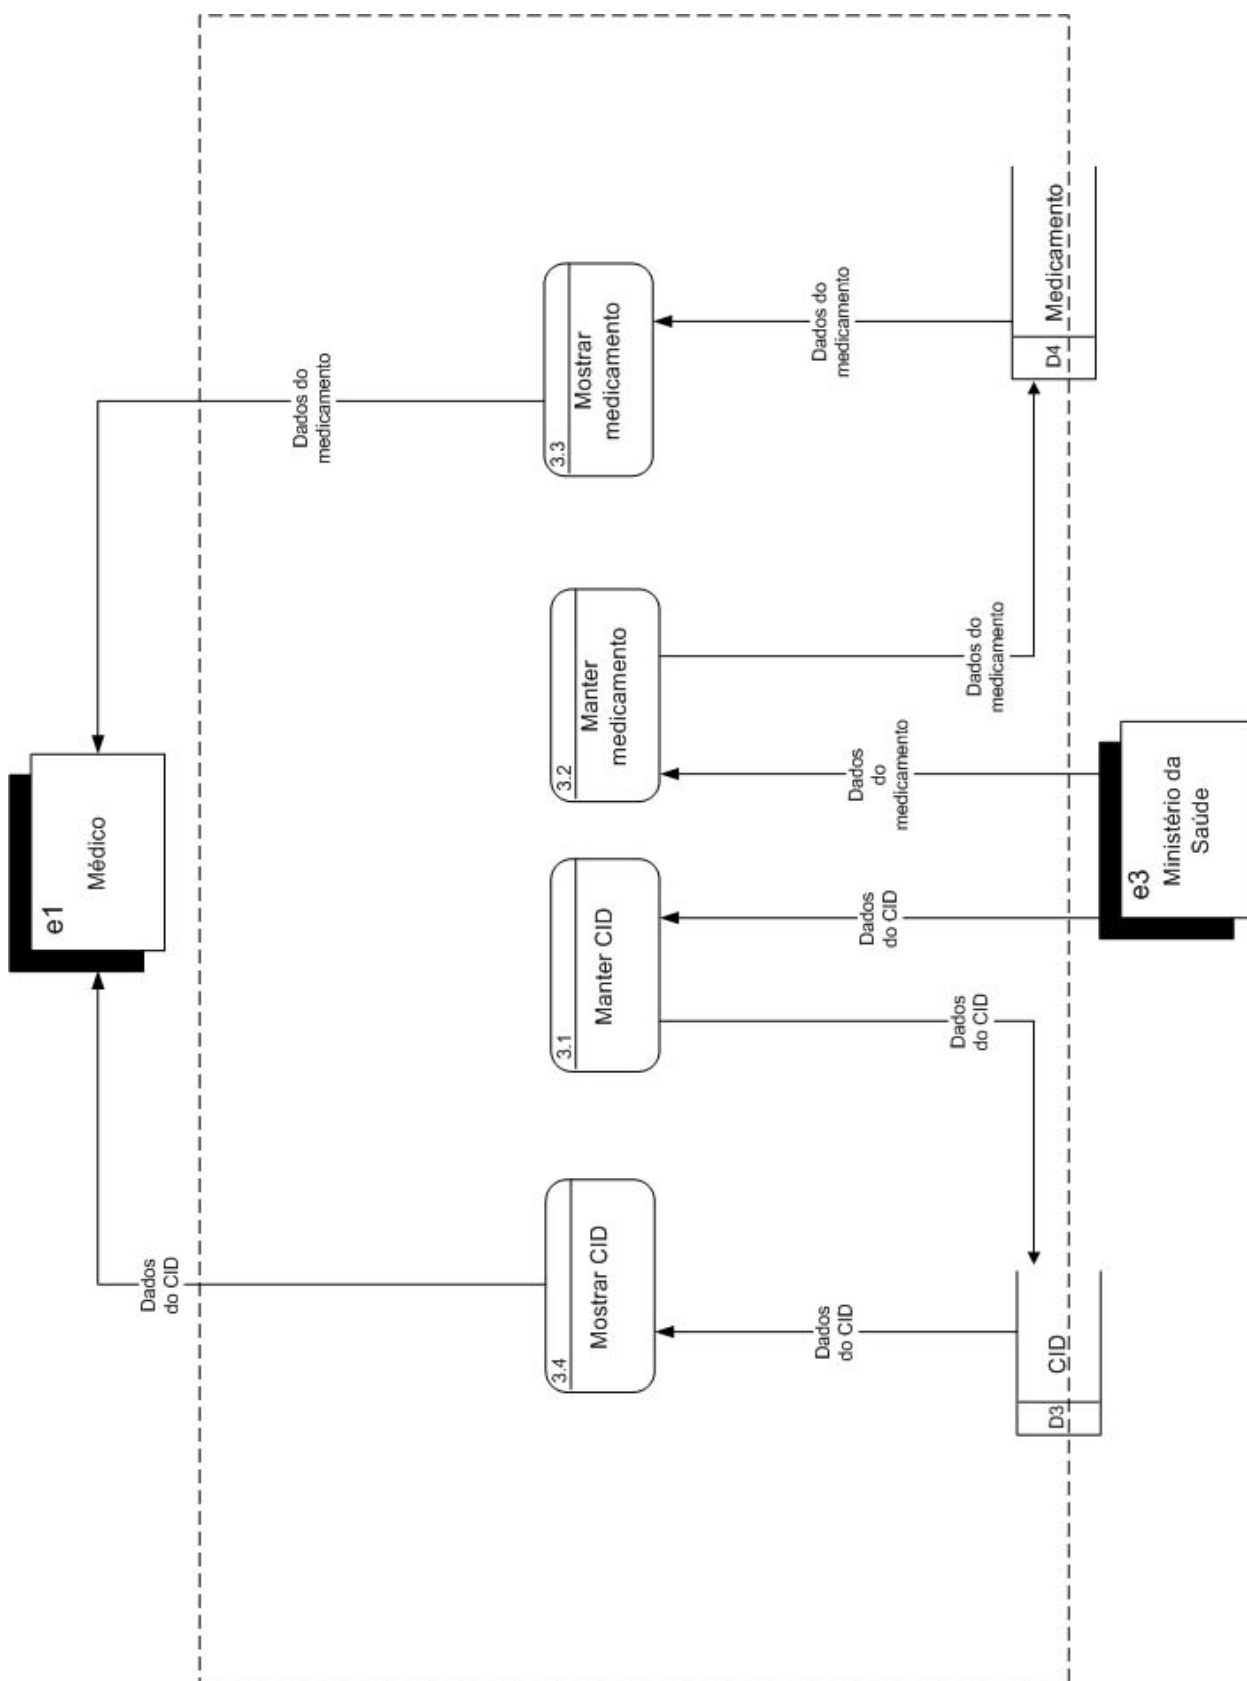 e1
Médico
Dados
do CID
Dados do
medicamento
3.4
Mostrar CID
3.1
Manter CID
3.2
Manter
medicamento
3.3
Mostrar
medicamento
Dados
do CID
Dados
do CID
Dados
do CID
Dados
do
medicamento
Dados do
medicamento
Dados do
medicamento
D3 CID
D4 Medicamento
e3
Ministério da
Saúde